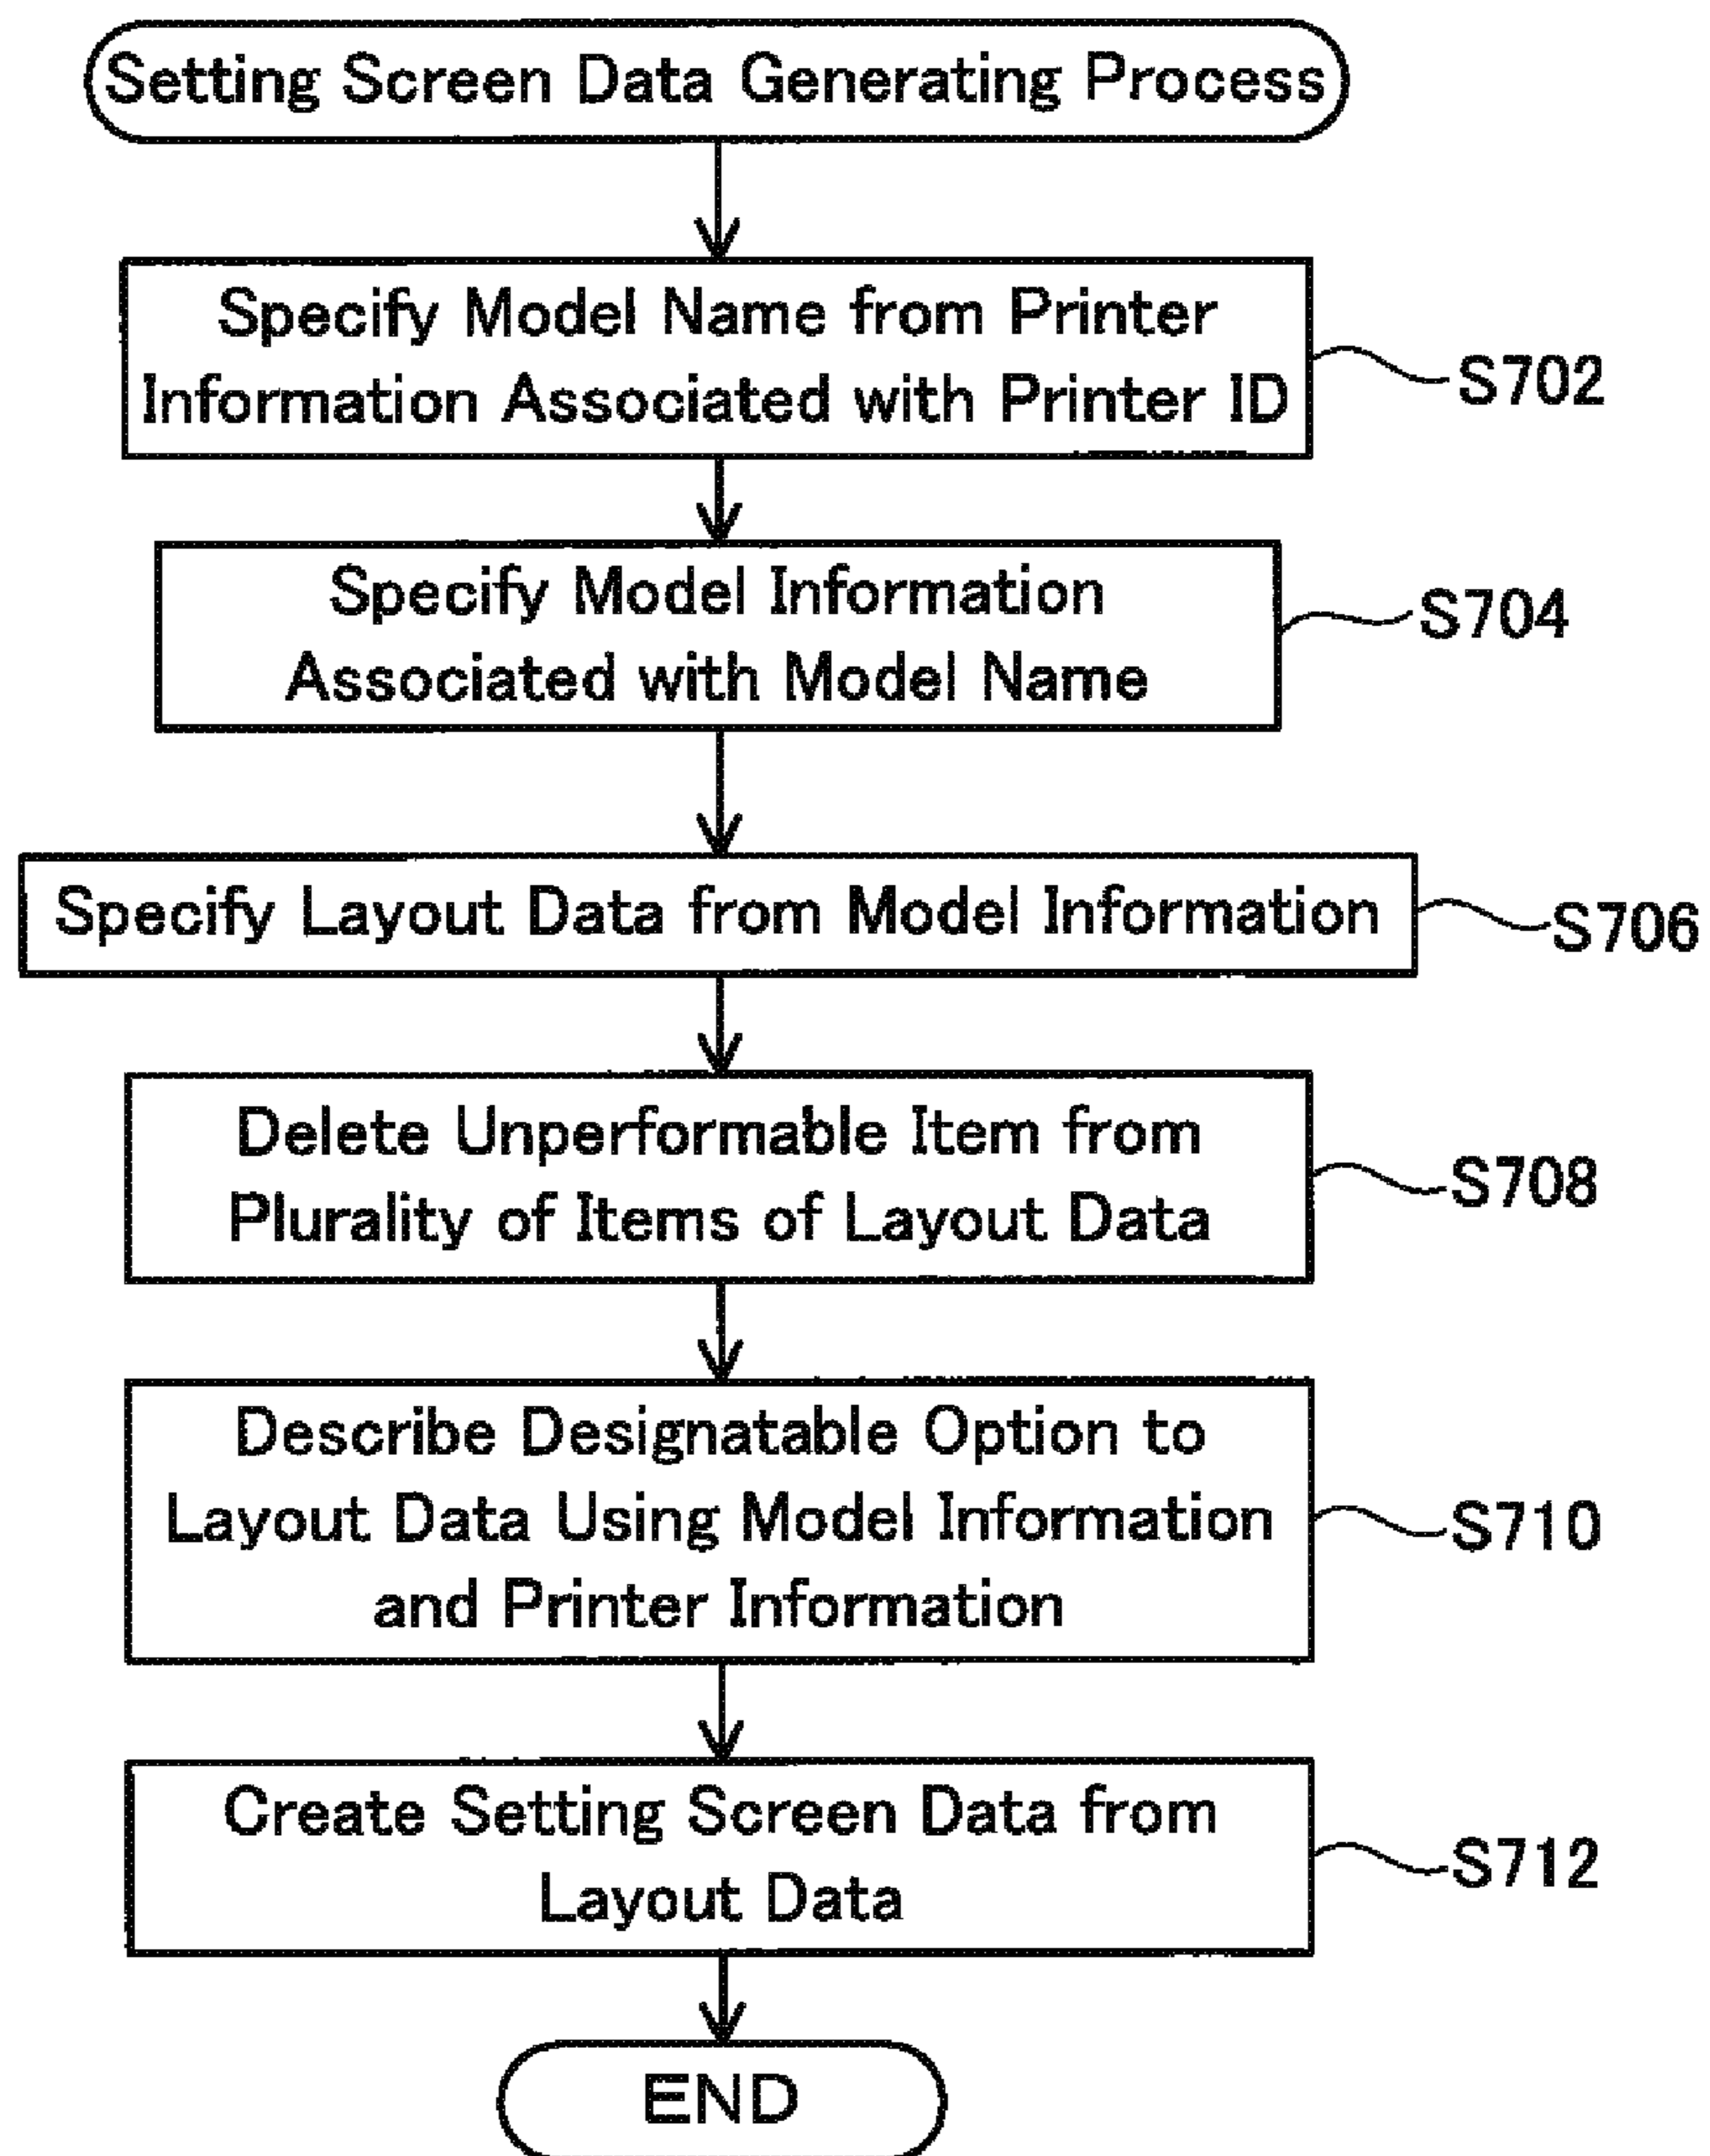 Setting Screen Data Generating Process
Specify Model Name from Printer
Information Associated with Printer ID
S702
Specify Model Information
Associated with Model Name
S704
Specify Layout Data from Model Information
S706
Delete Unperformable Item from
Plurality of Items of Layout Data
S708
Describe Designatable Option to
Layout Data Using Model Information
and Printer Information
S710
Create Setting Screen Data from
Layout Data
S712
END